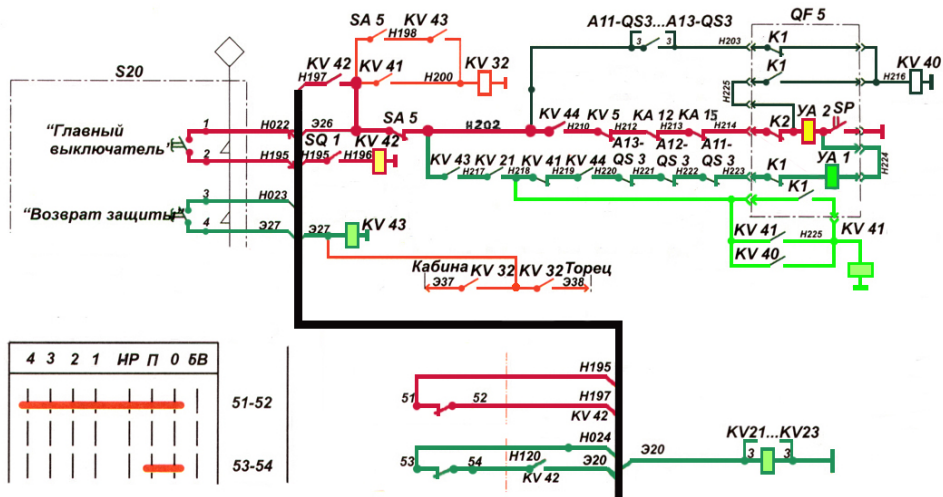 A11-QS3...A13-QS3
QF 5
SA 5
KV 43
H198
3
3
H203
K1
S20
KV 42
H197
KV 41
H200
KV 32
K1
H225
H216
KV 40
"Главный выключатель"
1
H022
Э26
SA 5
H202
KV 44
H210
KV 5
H212
KA 12
H213
KA 15
H214
K2
УА 2
SP
2
H195
SQ 1
H195
H196
KV 42
KV 43
H217
KV 21
H218
KV 41
H219
KV 44
H220
A13-QS 3
H221
A12-QS 3
H222
A11-QS 3
H223
K1
УА 1
H224
"Возврат защиты"
3
H023
4
Э27
Э27
KV 43
K1
KV 41
H225
KV 41
KV 40
Кабина
KV 32
KV 32
Торец
Э37
Э38
4 3 2 1 НР П 0 БВ
51-52
53-54
H195
51
52
H197
KV 42
H024
53
54
H120
Э20
KV 42
Э20
KV21...KV23
3
3